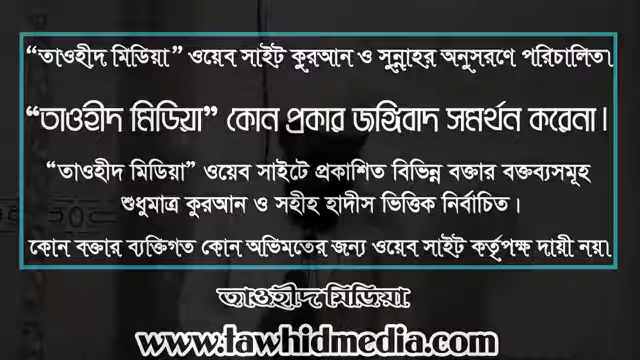 “তাওহীদ মিডিয়া” ওয়েব সাইট কুরআন ও সুন্নাহর অনুসরণে পরিচালিত।
“তাওহীদ মিডিয়া” কোন প্রকার জঙ্গিবাদ সমর্থন করেনা।
“তাওহীদ মিডিয়া” ওয়েব সাইটে প্রকাশিত বিভিন্ন বক্তার বক্তব্যসমূহ
শুধুমাত্র কুরআন ও সহীহ হাদীস ভিত্তিক নির্বাচিত।
কোন বক্তার ব্যক্তিগত কোন অভিমতের জন্য ওয়েব সাইট কর্তৃপক্ষ দায়ী নয়।
তাওহীদ মিডিয়া
www.tawhidmedia.com